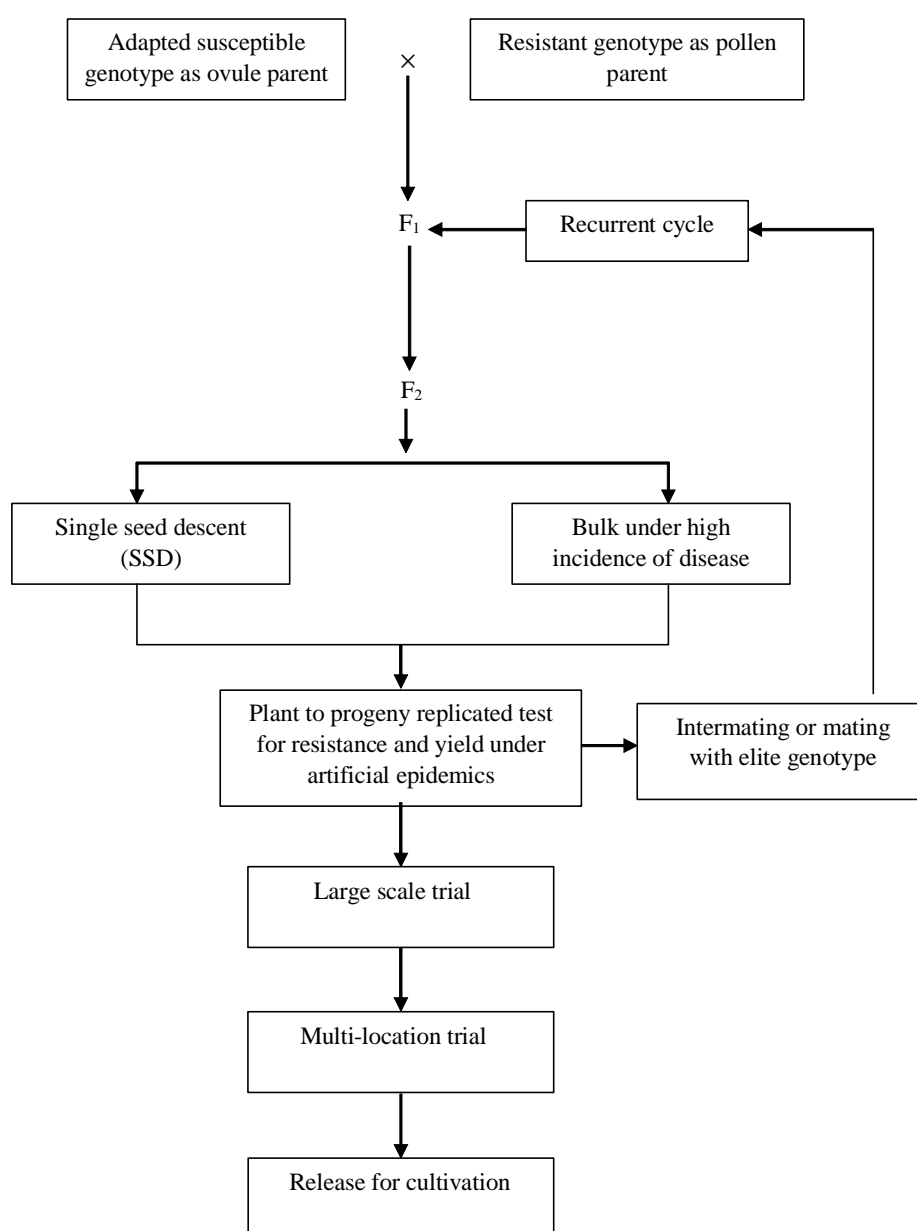 Adapted susceptible
genotype as ovule parent
×
Resistant genotype as pollen
parent
F₁
Recurrent cycle
F₂
Single seed descent
(SSD)
Bulk under high
incidence of disease
Plant to progeny replicated test
for resistance and yield under
artificial epidemics
Intermating or mating
with elite genotype
Large scale trial
Multi-location trial
Release for cultivation